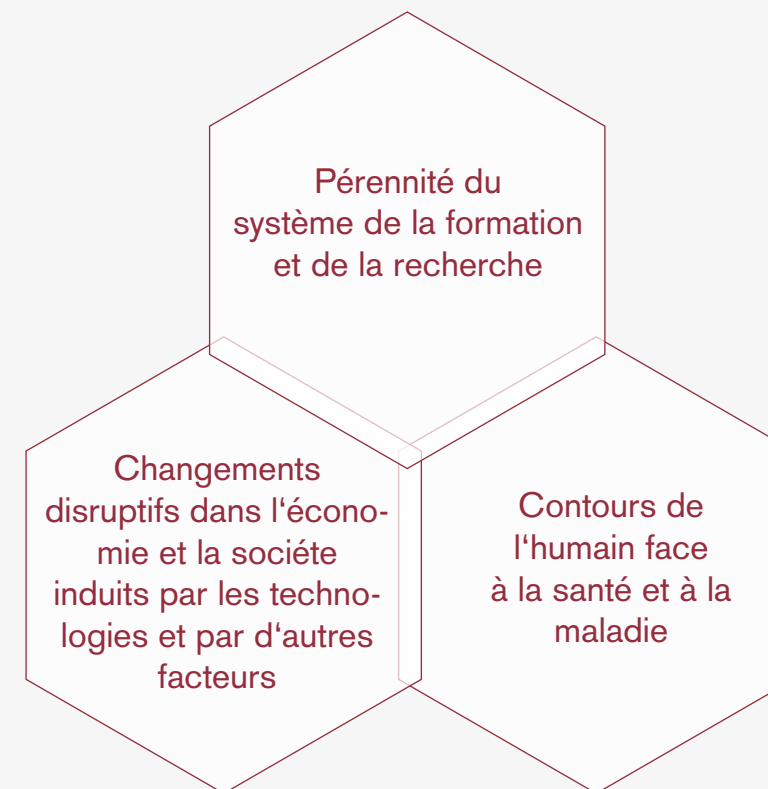 Pérennité du
système de la formation
et de la recherche
Changements
disruptifs dans l‘écono-
mie et la sociéte
induits par les techno-
logies et par d‘autres
facteurs
Contours de
l‘humain face
à la santé et à la
maladie